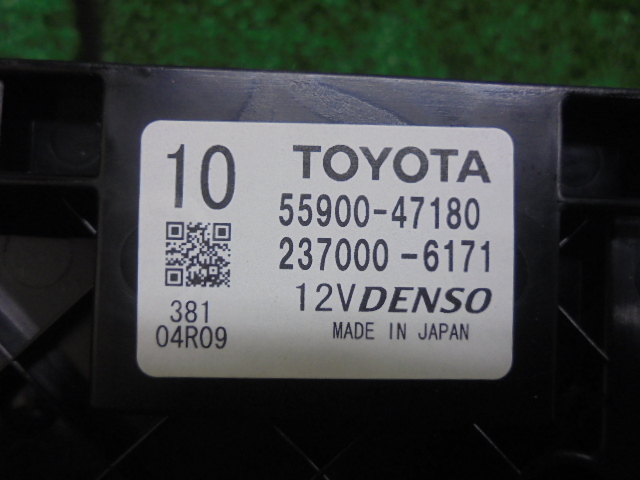 10
TOYOTA
55900-47180
237000-6171
12V DENSO
381
04R09
MADE IN JAPAN